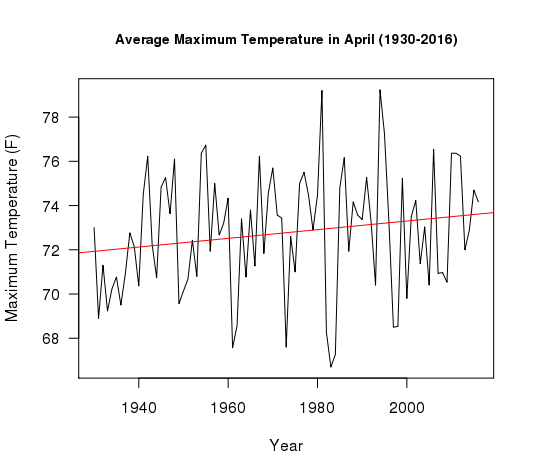 Average Maximum Temperature in April (1930-2016)
Maximum Temperature (F)
78
76
74
72
70
68
1940 1960 1980 2000
Year